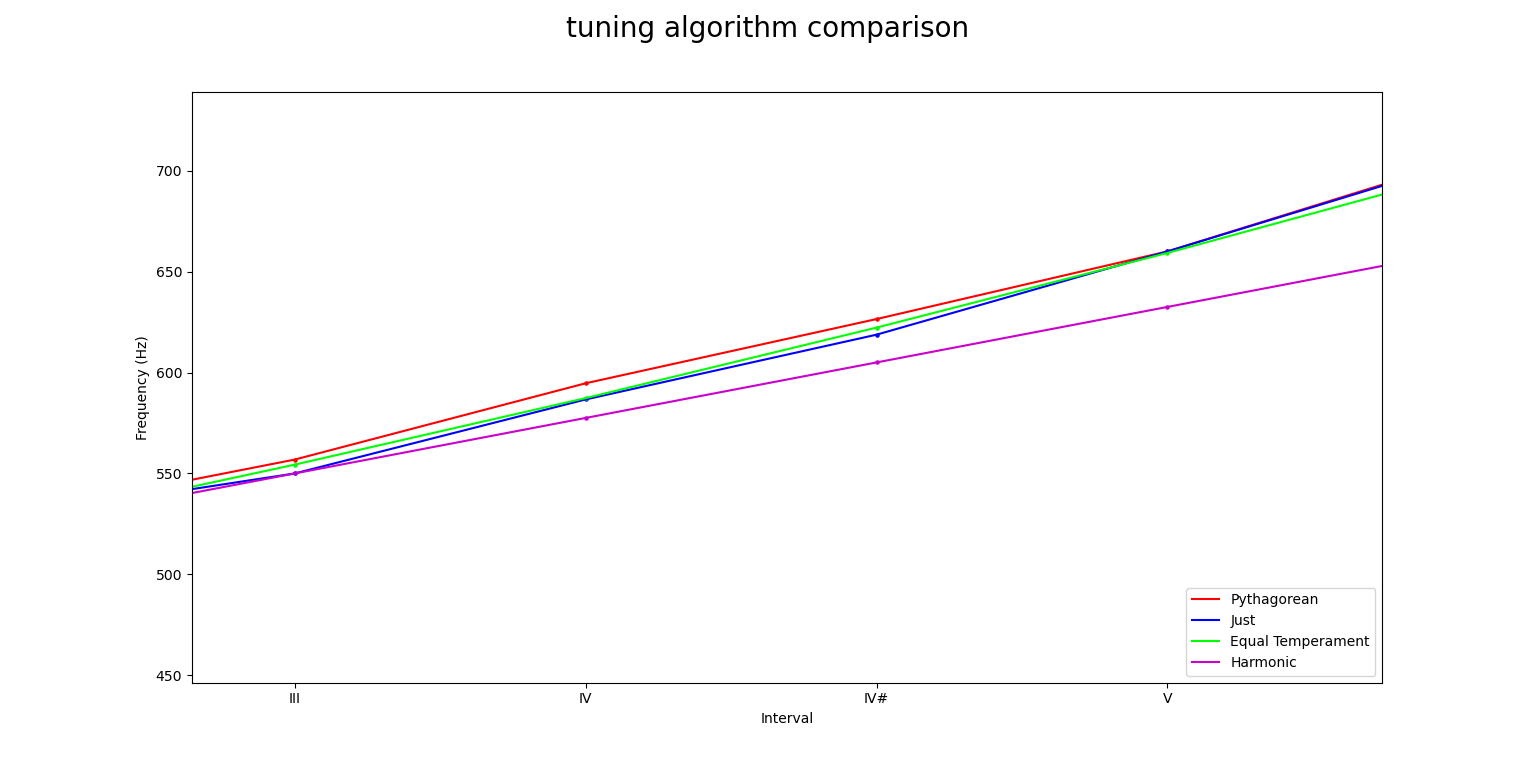 tuning algorithm comparison
700
650
600
550
500
450
Frequency (Hz)
III
IV
IV#
V
Interval
Pythagorean
Just
Equal Temperament
Harmonic